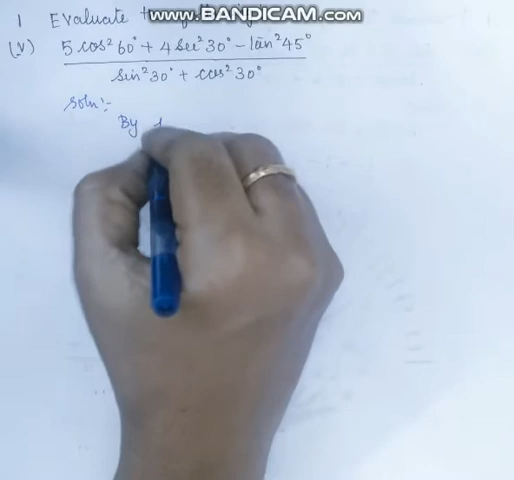 www.BANDICAM.com
1 Evaluate
(v) 5 cos² 60° + 4 sec² 30° - tan² 45°
sin² 30° + cos² 30°
soln:-
By